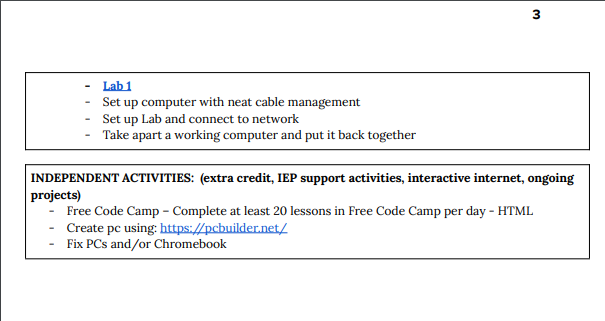 3
- Lab 1
- Set up computer with neat cable management
- Set up Lab and connect to network
- Take apart a working computer and put it back together
INDEPENDENT ACTIVITIES: (extra credit, IEP support activities, interactive internet, ongoing
projects)
- Free Code Camp – Complete at least 20 lessons in Free Code Camp per day - HTML
- Create pc using: https://pcbuilder.net/
- Fix PCs and/or Chromebook